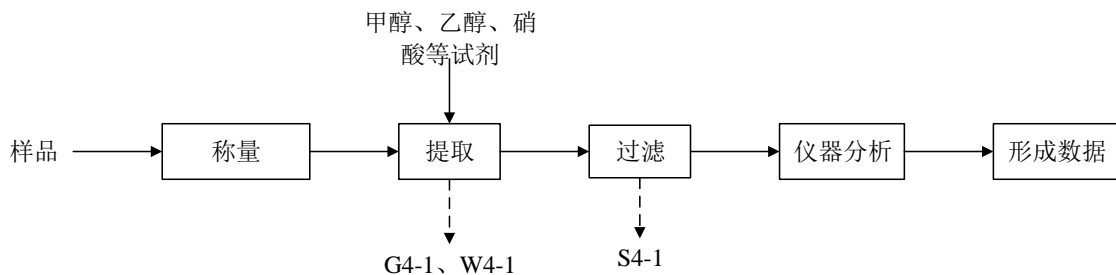 甲醇、乙醇、硝
酸等试剂
样品
称量
提取
过滤
仪器分析
形成数据
G4-1、W4-1
S4-1